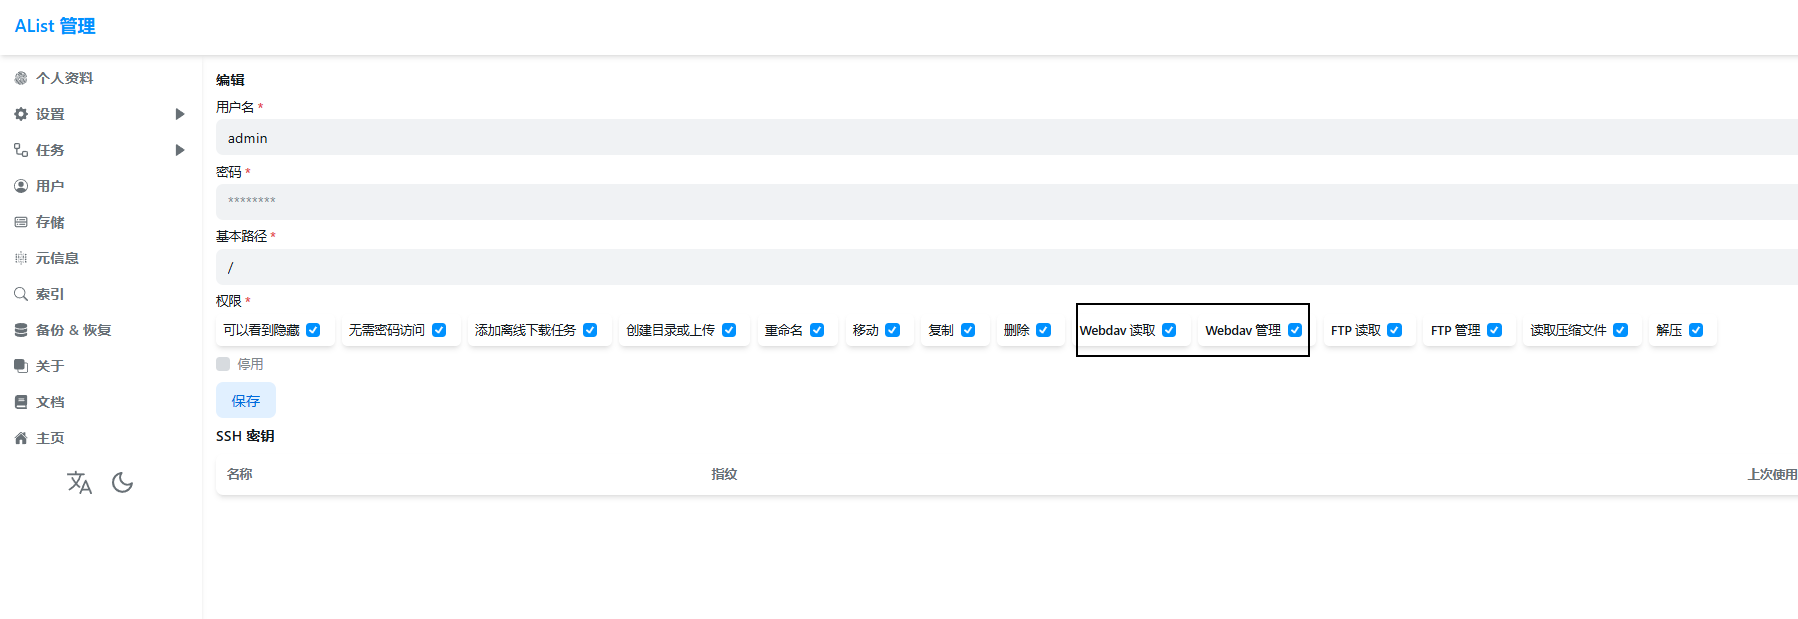 AList 管理
个人资料
设置
任务
用户
存储
元信息
索引
备份 & 恢复
关于
文档
主页
编辑
用户名 *
admin
密码 *
********
基本路径 *
/
权限 *
可以看到隐藏 无需密码访问 添加离线下载任务 创建目录或上传 重命名 移动 复制 删除 Webdav 读取 Webdav 管理 FTP 读取 FTP 管理 读取压缩文件 解压
停用
保存
SSH 密钥
名称 指纹 上次使用